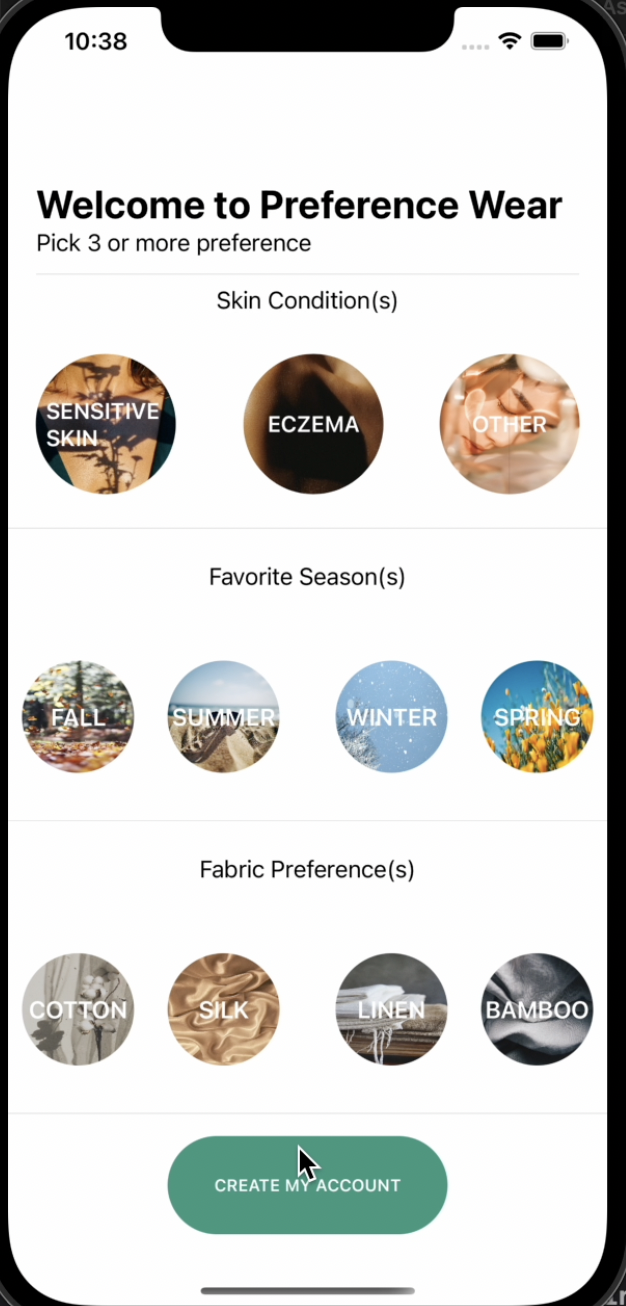 10:38
Welcome to Preference Wear
Pick 3 or more preference
Skin Condition(s)
SENSITIVE
SKIN
ECZEMA
OTHER
Favorite Season(s)
FALL
SUMMER
WINTER
SPRING
Fabric Preference(s)
COTTON
SILK
LINEN
BAMBOO
CREATE MY ACCOUNT